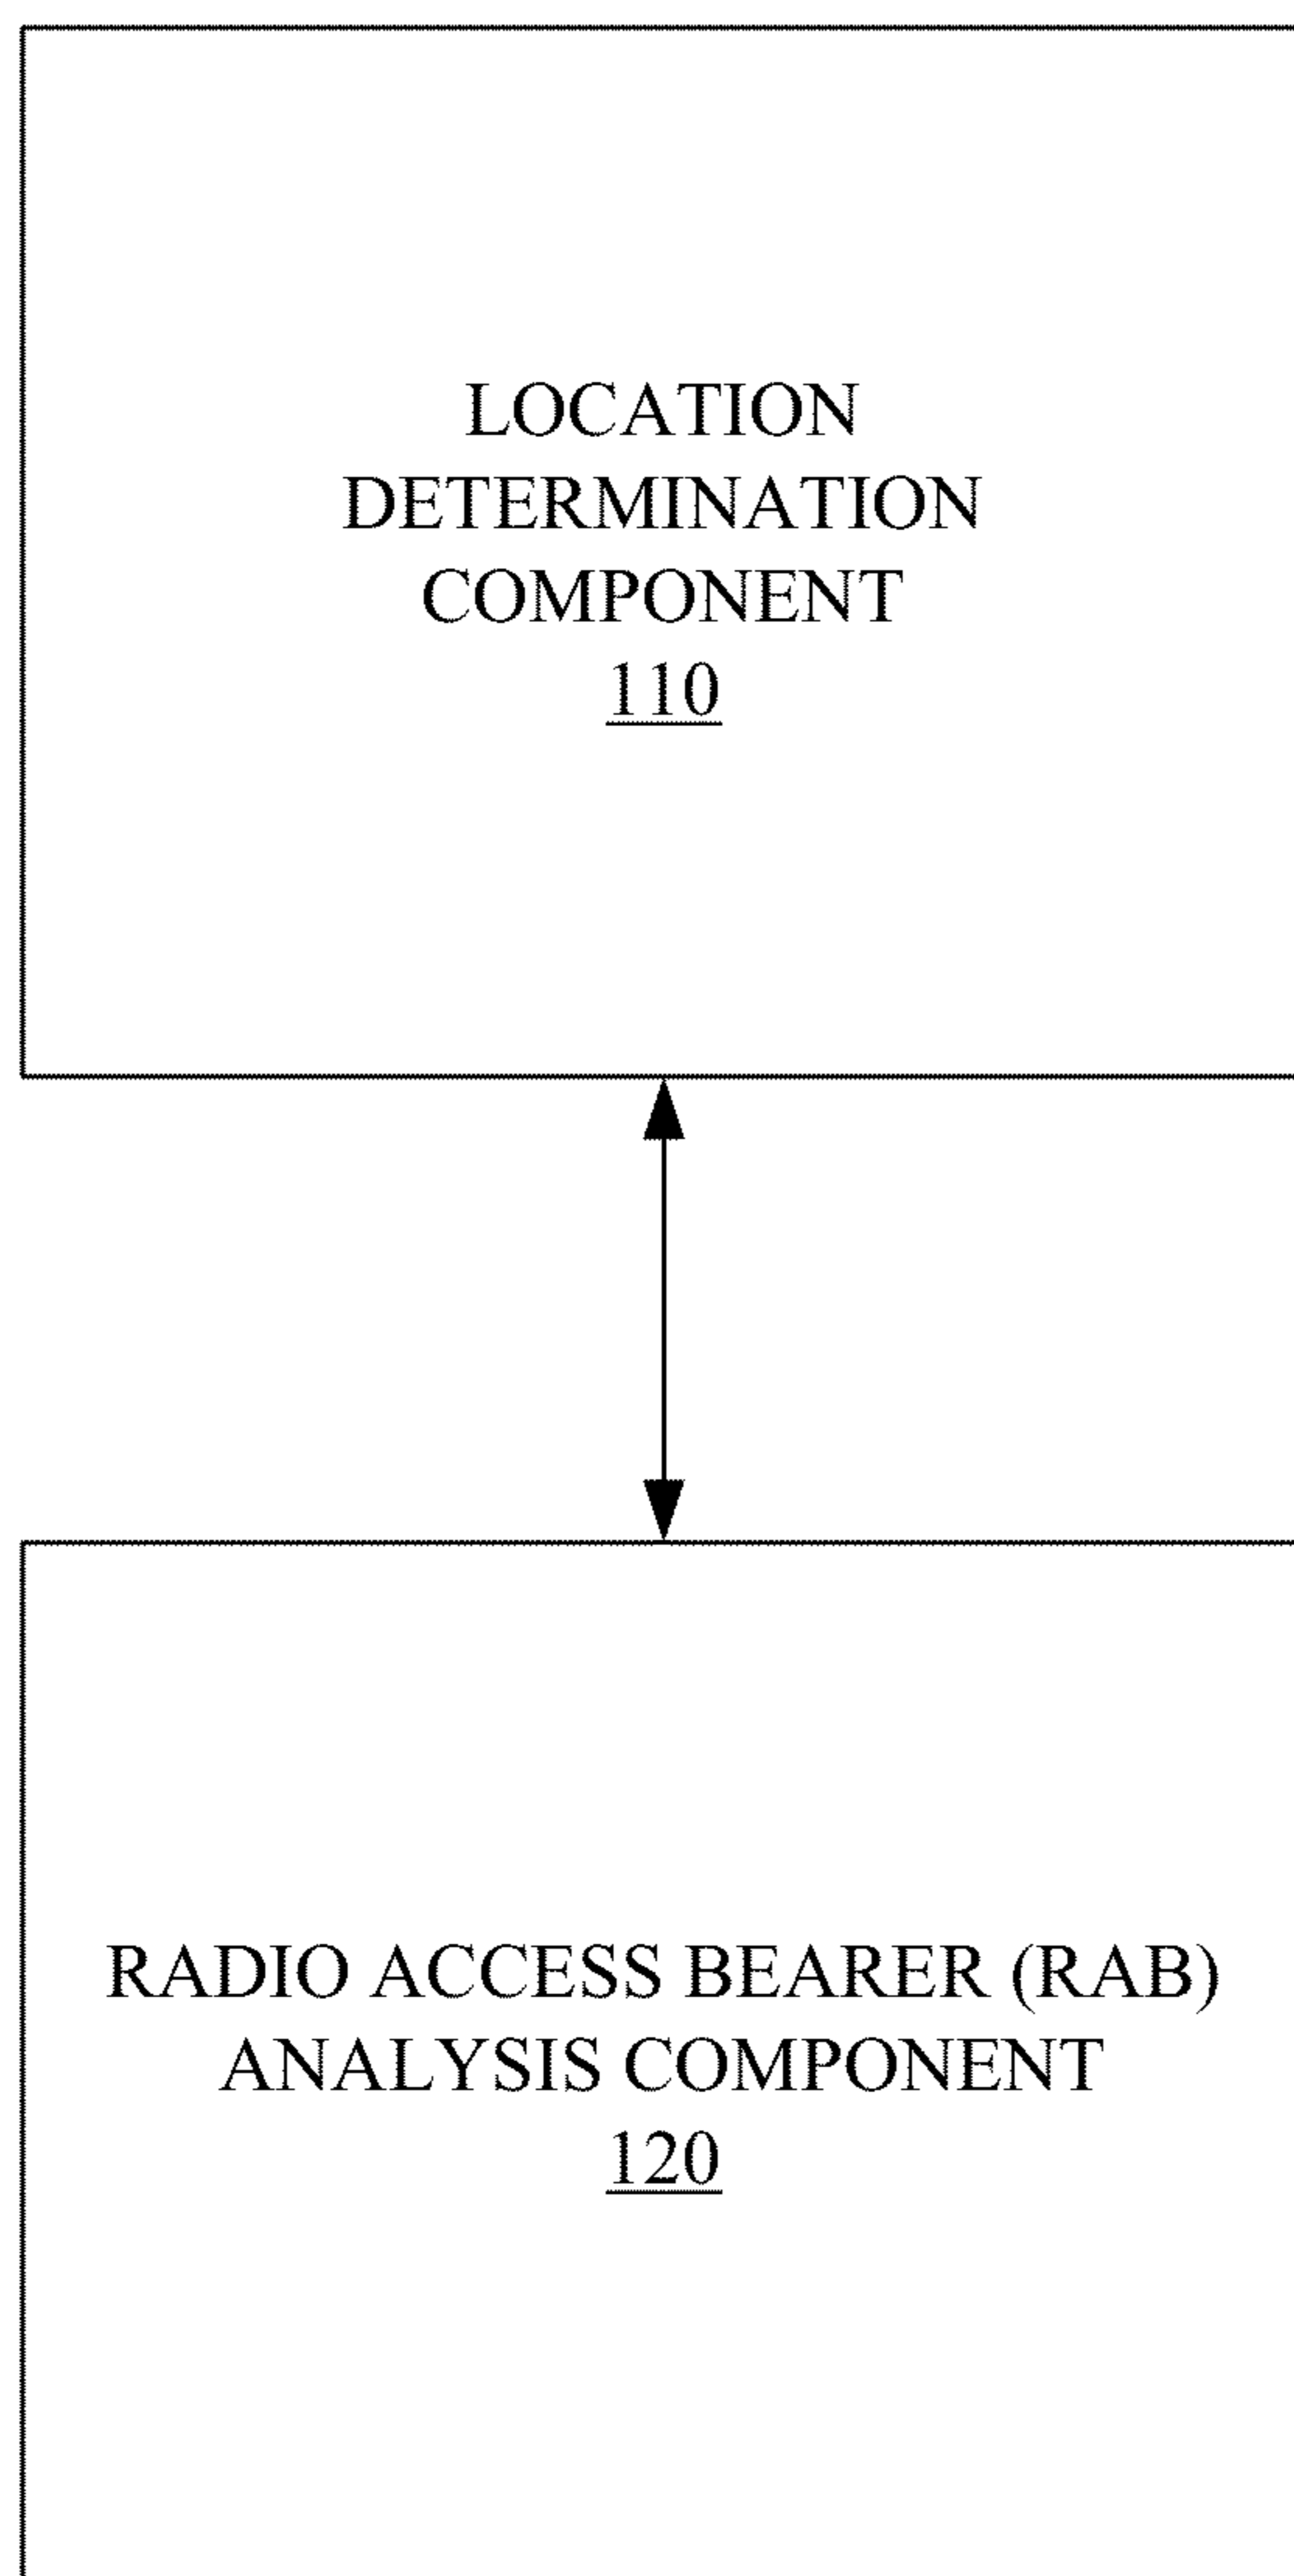 LOCATION
DETERMINATION
COMPONENT
110
RADIO ACCESS BEARER (RAB)
ANALYSIS COMPONENT
120